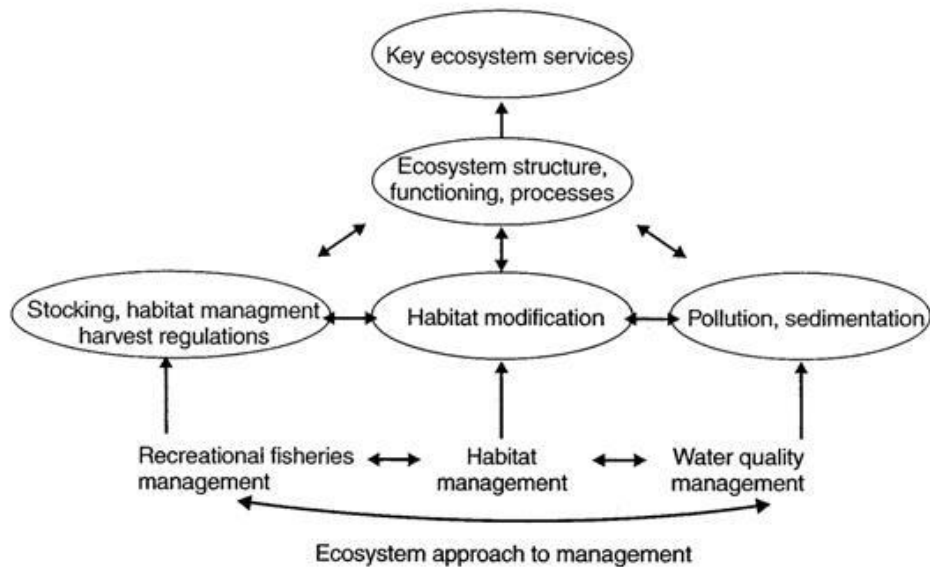 Key ecosystem services
Ecosystem structure,
functioning, processes
Stocking, habitat managment
harvest regulations
Habitat modification
Pollution, sedimentation
Recreational fisheries
management
Habitat
management
Water quality
management
Ecosystem approach to management